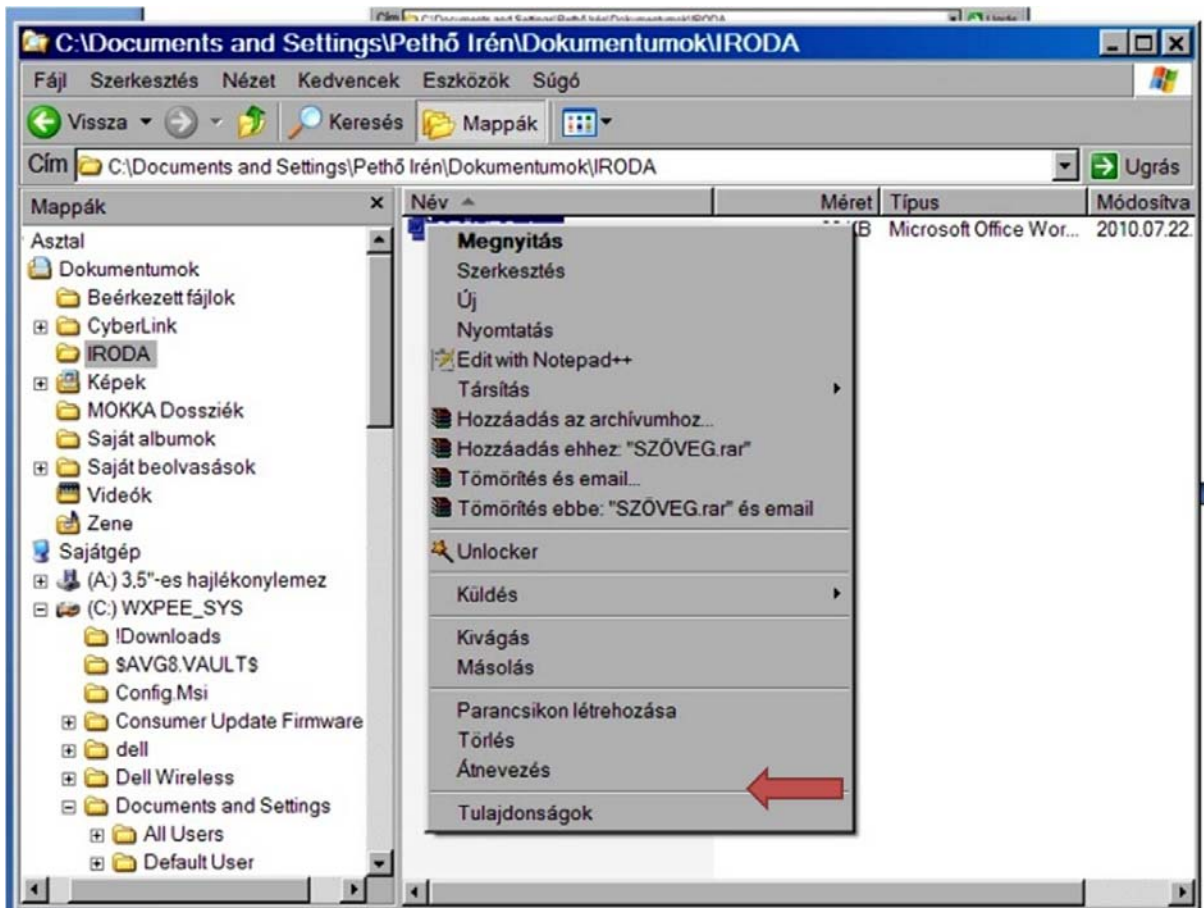 C:\Documents and Settings\Pethő Irén\Dokumentumok\IRODA
Fájl Szerkesztés Nézet Kedvencek Eszközök Súgó
Vissza Keresés Mappák
Cím C:\Documents and Settings\Pethő Irén\Dokumentumok\IRODA Ugrás
Mappák
Asztal
Dokumentumok
Beérkezett fájlok
CyberLink
IRODA
Képek
MOKKA Dossziék
Saját albumok
Saját beolvasások
Videók
Zene
Sajátgép
(A:) 3,5"-es hajlékonylemez
(C:) WXPEE_SYS
!Downloads
$AVG8.VAULT$
Config.Msi
Consumer Update Firmware
dell
Dell Wireless
Documents and Settings
All Users
Default User
Név Méret Típus Módosítva
Microsoft Office Wor... 2010.07.22.
Megnyitás
Szerkesztés
Új
Nyomtatás
Edit with Notepad++
Társítás
Hozzáadás az archívumhoz...
Hozzáadás ehhez: "SZÖVEG.rar"
Tömörítés és email...
Tömörítés ebbe: "SZÖVEG.rar" és email
Unlocker
Küldés
Kivágás
Másolás
Parancsikon létrehozása
Törlés
Átnevezés
Tulajdonságok